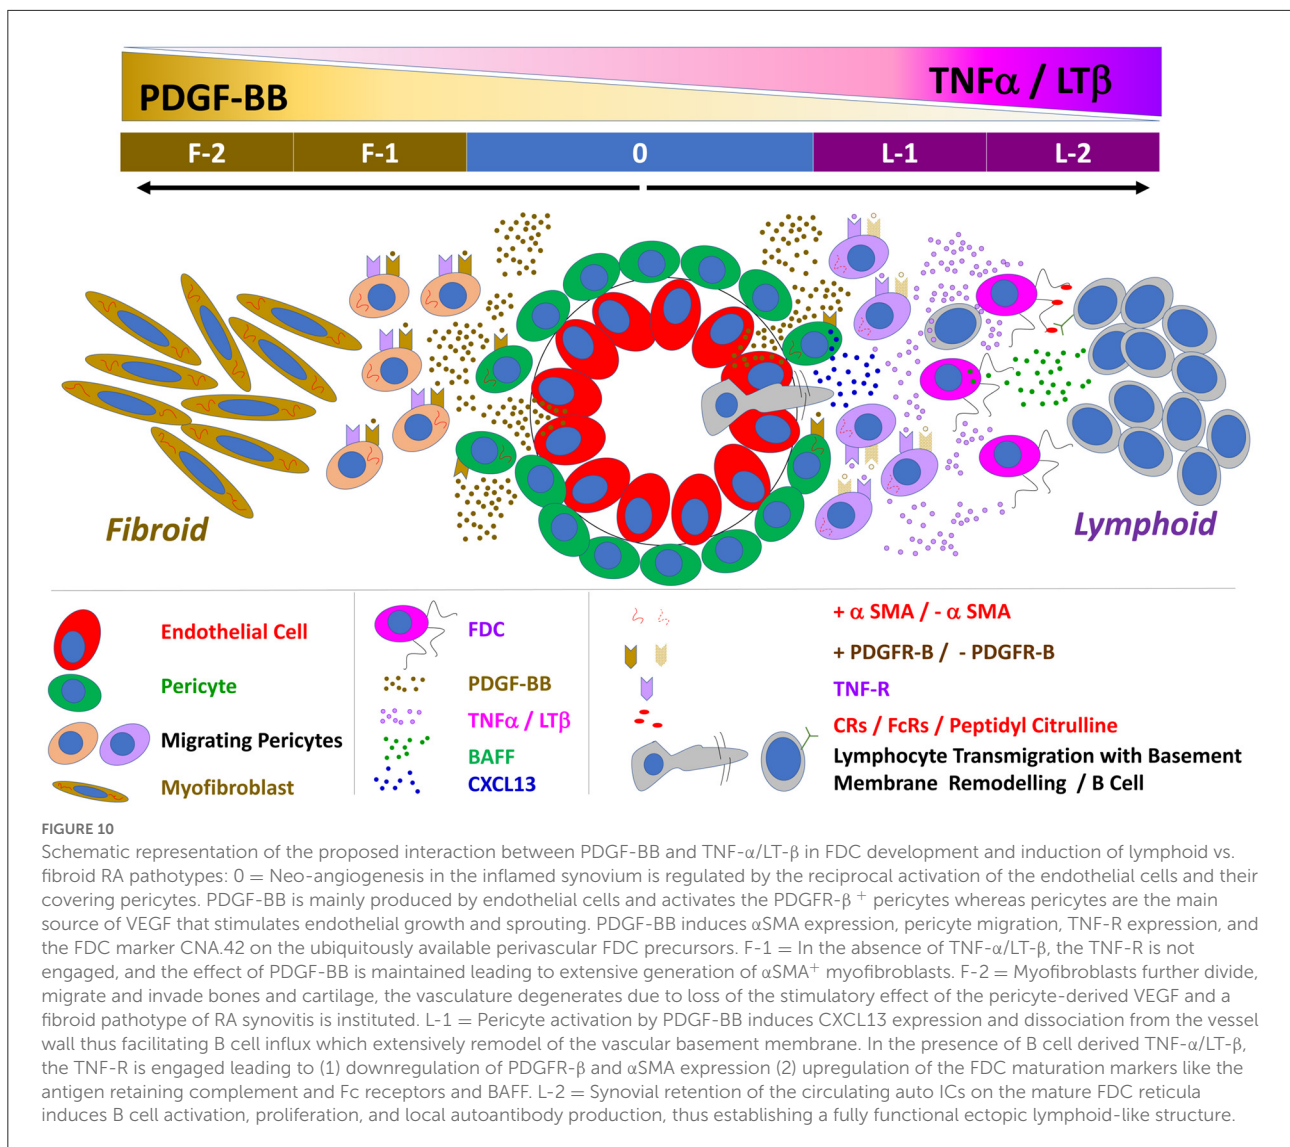 PDGF-BB
TNFα / LTβ
F-2
F-1
0
L-1
L-2
Fibroid
Lymphoid
Endothelial Cell
Pericyte
Migrating Pericytes
Myofibroblast
FDC
PDGF-BB
TNFα / LTβ
BAFF
CXCL13
+ α SMA / - α SMA
+ PDGFR-B / - PDGFR-B
TNF-R
CRs / FcRs / Peptidyl Citrulline
Lymphocyte Transmigration with Basement
Membrane Remodelling / B Cell
FIGURE 10
Schematic representation of the proposed interaction between PDGF-BB and TNF-α/LT-β in FDC development and induction of lymphoid vs.
fibroid RA pathotypes: 0 = Neo-angiogenesis in the inflamed synovium is regulated by the reciprocal activation of the endothelial cells and their
covering pericytes. PDGF-BB is mainly produced by endothelial cells and activates the PDGFR-β + pericytes whereas pericytes are the main
source of VEGF that stimulates endothelial growth and sprouting. PDGF-BB induces αSMA expression, pericyte migration, TNF-R expression, and
the FDC marker CNA.42 on the ubiquitously available perivascular FDC precursors. F-1 = In the absence of TNF-α/LT-β, the TNF-R is not
engaged, and the effect of PDGF-BB is maintained leading to extensive generation of αSMA+ myofibroblasts. F-2 = Myofibroblasts further divide,
migrate and invade bones and cartilage, the vasculature degenerates due to loss of the stimulatory effect of the pericyte-derived VEGF and a
fibroid pathotype of RA synovitis is instituted. L-1 = Pericyte activation by PDGF-BB induces CXCL13 expression and dissociation from the vessel
wall thus facilitating B cell influx which extensively remodel of the vascular basement membrane. In the presence of B cell derived TNF-α/LT-β,
the TNF-R is engaged leading to (1) downregulation of PDGFR-β and αSMA expression (2) upregulation of the FDC maturation markers like the
antigen retaining complement and Fc receptors and BAFF. L-2 = Synovial retention of the circulating auto ICs on the mature FDC reticula
induces B cell activation, proliferation, and local autoantibody production, thus establishing a fully functional ectopic lymphoid-like structure.